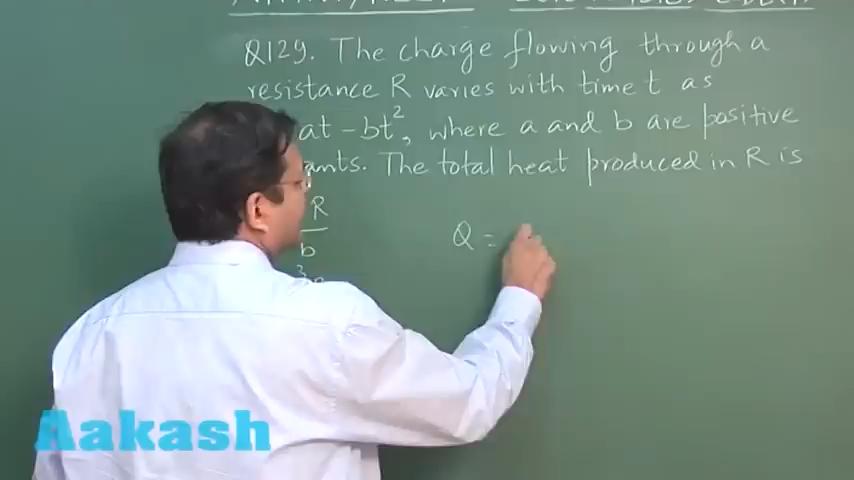 Q129. The charge flowing through a
resistance R varies with time t as
at - bt², where a and b are positive
The total heat produced in R is
R
b
Q =
Aakash